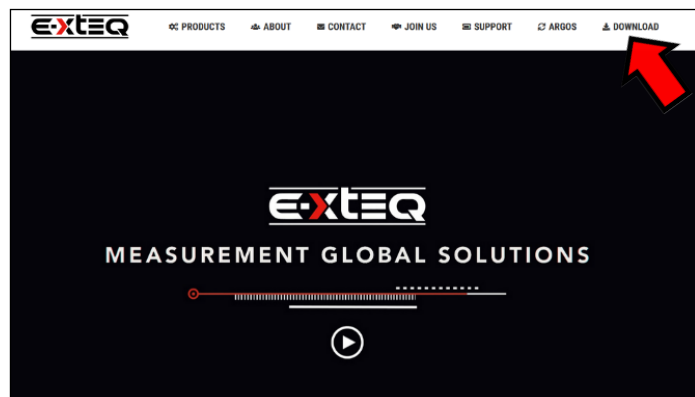 E-XTEQ
PRODUCTS ABOUT CONTACT JOIN US SUPPORT ARGOS DOWNLOAD
E-XTEQ
MEASUREMENT GLOBAL SOLUTIONS